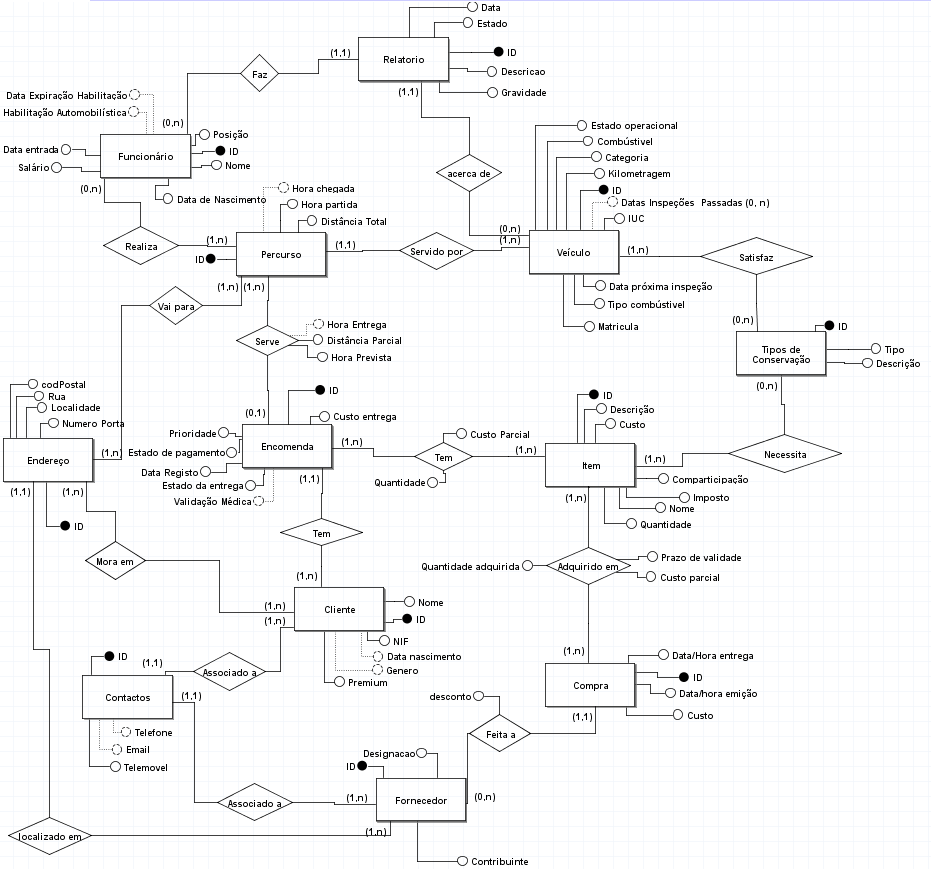 Data
Estado
(1,1)
ID
Relatorio
Faz
Descricao
(1,1)
Gravidade
Data Expiração Habilitação
Habilitação Automobilística
(0,n)
Estado operacional
Posição
Combústivel
Data entrada
ID
Funcionário
Categoria
Salário
Nome
acerca de
Kilometragem
(0,n)
Hora chegada
ID
Data de Nascimento
Hora partida
Datas Inspeções Passadas (0, n)
Distância Total
IUC
(0,n)
Realiza
(1,n)
(1,1)
(1,n)
Percurso
Servido por
Veículo
(1,n)
Satisfaz
ID
(1,n)
(1,n)
Data próxima inspeção
Vai para
Tipo combústivel
Hora Entrega
(0,n)
ID
Matricula
Serve
Distância Parcial
Tipo
Hora Prevista
Tipos de
Conservação
Descrição
codPostal
ID
(0,n)
Rua
ID
Localidade
(0,1)
Custo entrega
Descrição
Numero Porta
Prioridade
Custo Parcial
Custo
Encomenda
(1,n)
Estado de pagamento
(1,n)
Tem
(1,n)
(1,n)
Necessita
Endereço
Item
Data Registo
(1,1)
Comparticipação
Estado da entrega
Quantidade
(1,1)
(1,n)
Validação Médica
(1,n)
Imposto
Nome
ID
Quantidade
Tem
Mora em
Prazo de validade
Quantidade adquirida
Adquirido em
(1,n)
Custo parcial
Nome
(1,n)
Cliente
(1,n)
ID
NIF
(1,n)
ID
Data nascimento
Data/Hora entrega
(1,1)
Associado a
Genero
ID
Premium
Compra
Contactos
(1,1)
desconto
Data/hora emição
(1,1)
Custo
Telefone
Feita a
Email
Designacao
Telemovel
ID
(1,n)
(0,n)
Associado a
Fornecedor
localizado em
(1,n)
Contribuinte